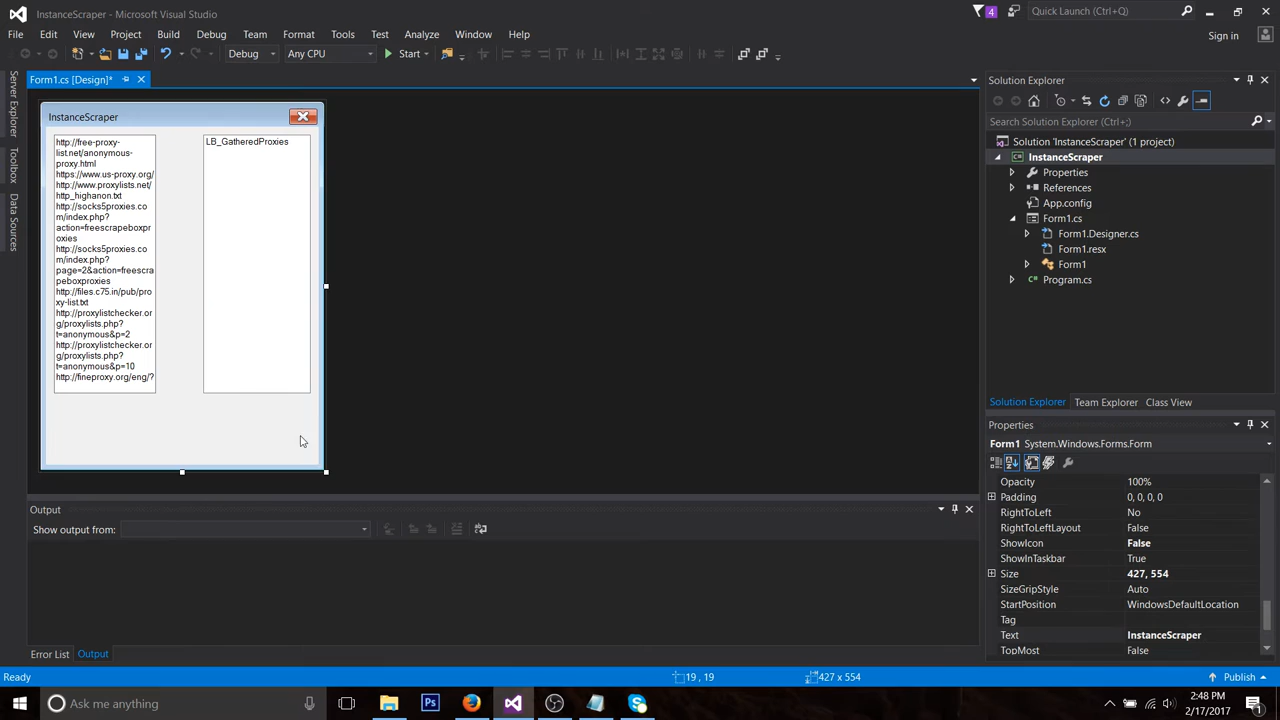 InstanceScraper - Microsoft Visual Studio
4
Quick Launch (Ctrl+;)
File Edit View Project Build Debug Team Format Tools Test Analyze Window Help
Sign in
Debug
Any CPU
Start
Form1.cs [Design]*
Server Explorer
Toolbox
Data Sources
InstanceScraper
http://free-proxy-
list.net/anonymous-
proxy.html
https://www.us-proxy.org/
http://www.proxylists.net/
http_highanon.txt
http://socks5proxies.co
m/index.php?
action=freescrapeboxpr
oxies
http://socks5proxies.co
m/index.php?
page=2&action=freescra
peboxproxies
http://files.c75.in/pub/pro
xy-list.txt
http://proxylistchecker.or
g/proxylists.php?
t=anonymous&p=2
http://proxylistchecker.or
g/proxylists.php?
t=anonymous&p=10
http://fineproxy.org/eng/?
LB_GatheredProxies
Solution Explorer
Search Solution Explorer (Ctrl+;)
Solution 'InstanceScraper' (1 project)
InstanceScraper
Properties
References
App.config
Form1.cs
Form1.Designer.cs
Form1.resx
Form1
Program.cs
Solution Explorer Team Explorer Class View
Properties
Form1 System.Windows.Forms.Form
Opacity 100%
Padding 0, 0, 0, 0
RightToLeft No
RightToLeftLayout False
ShowIcon False
ShowInTaskbar True
Size 427, 554
SizeGripStyle Auto
StartPosition WindowsDefaultLocation
Tag
Text InstanceScraper
TopMost False
Output
Show output from:
Error List Output
Ready
19 , 19
427 x 554
Publish
Ask me anything
2:48 PM
2/17/2017